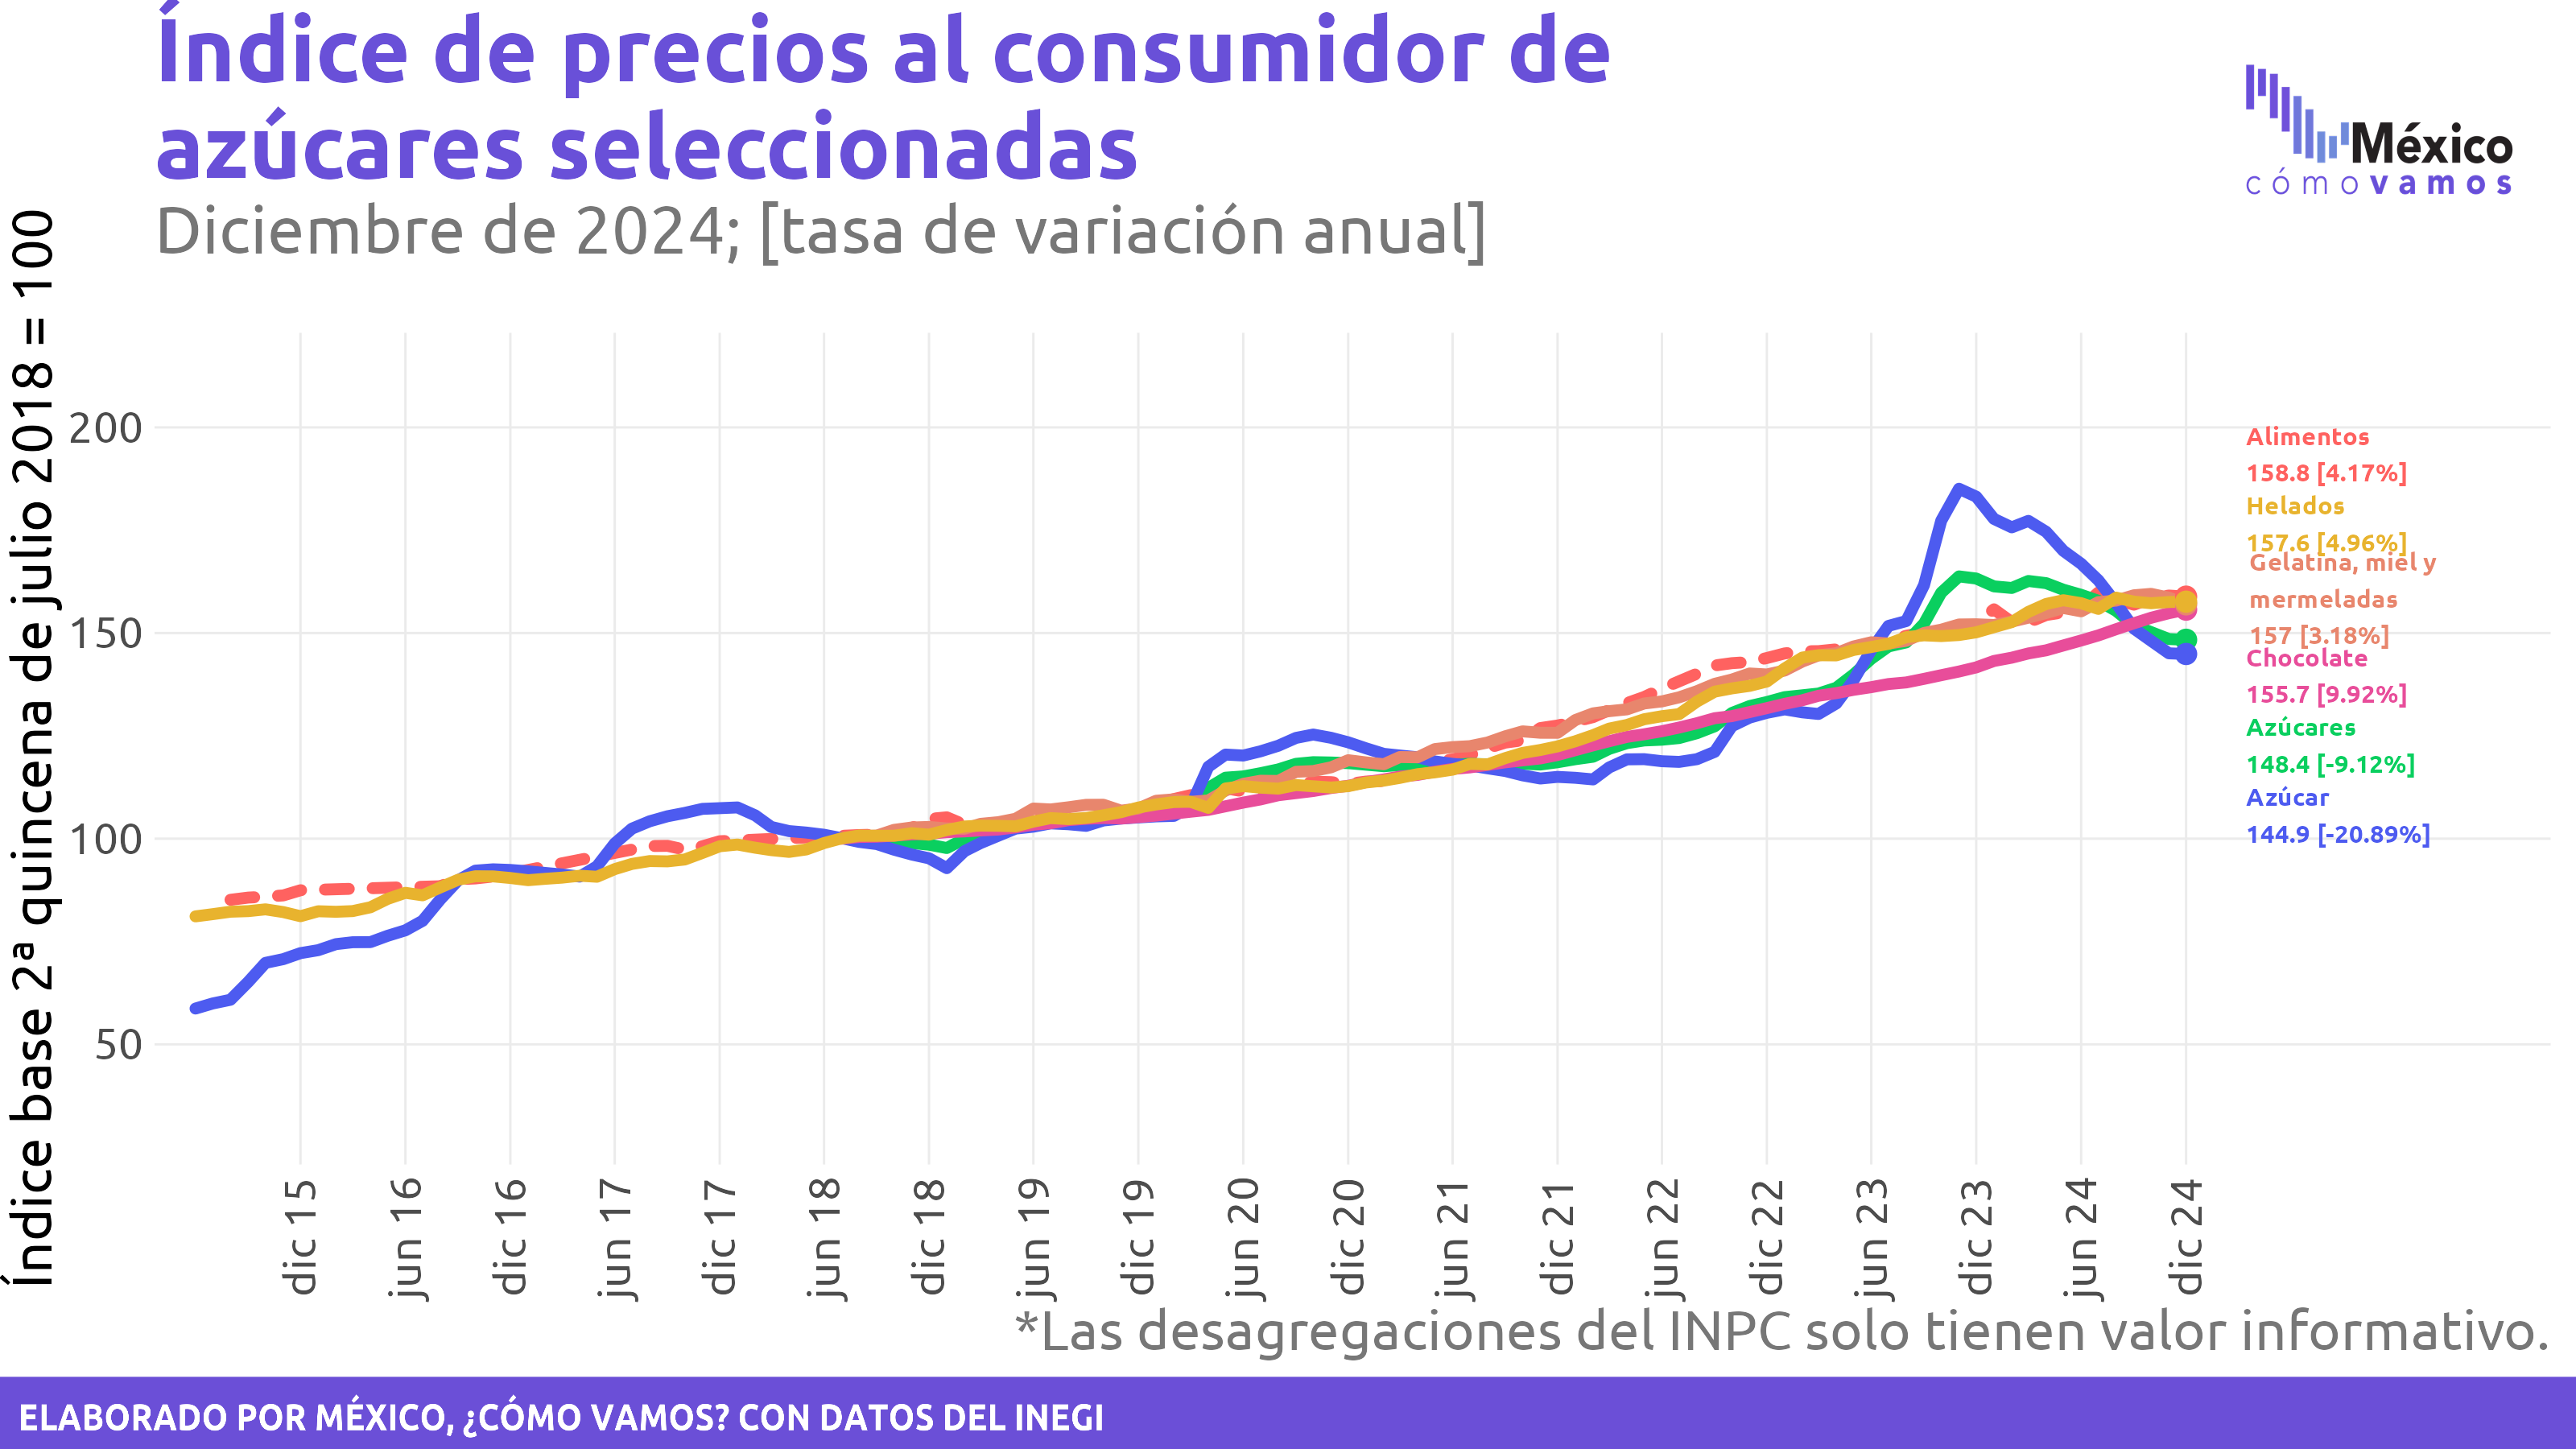 Índice de precios al consumidor de
azúcares seleccionadas
Diciembre de 2024; [tasa de variación anual]
México
cómo vamos
Índice base 2ª quincena de julio 2018 = 100
200
150
100
50
Alimentos
158.8 [4.17%]
Helados
157.6 [4.96%]
Gelatina, miel y
mermeladas
157 [3.18%]
Chocolate
155.7 [9.92%]
Azúcares
148.4 [-9.12%]
Azúcar
144.9 [-20.89%]
dic 15
jun 16
dic 16
jun 17
dic 17
jun 18
dic 18
jun 19
dic 19
jun 20
dic 20
jun 21
dic 21
jun 22
dic 22
jun 23
dic 23
jun 24
dic 24
*Las desagregaciones del INPC solo tienen valor informativo.
ELABORADO POR MÉXICO, ¿CÓMO VAMOS? CON DATOS DEL INEGI